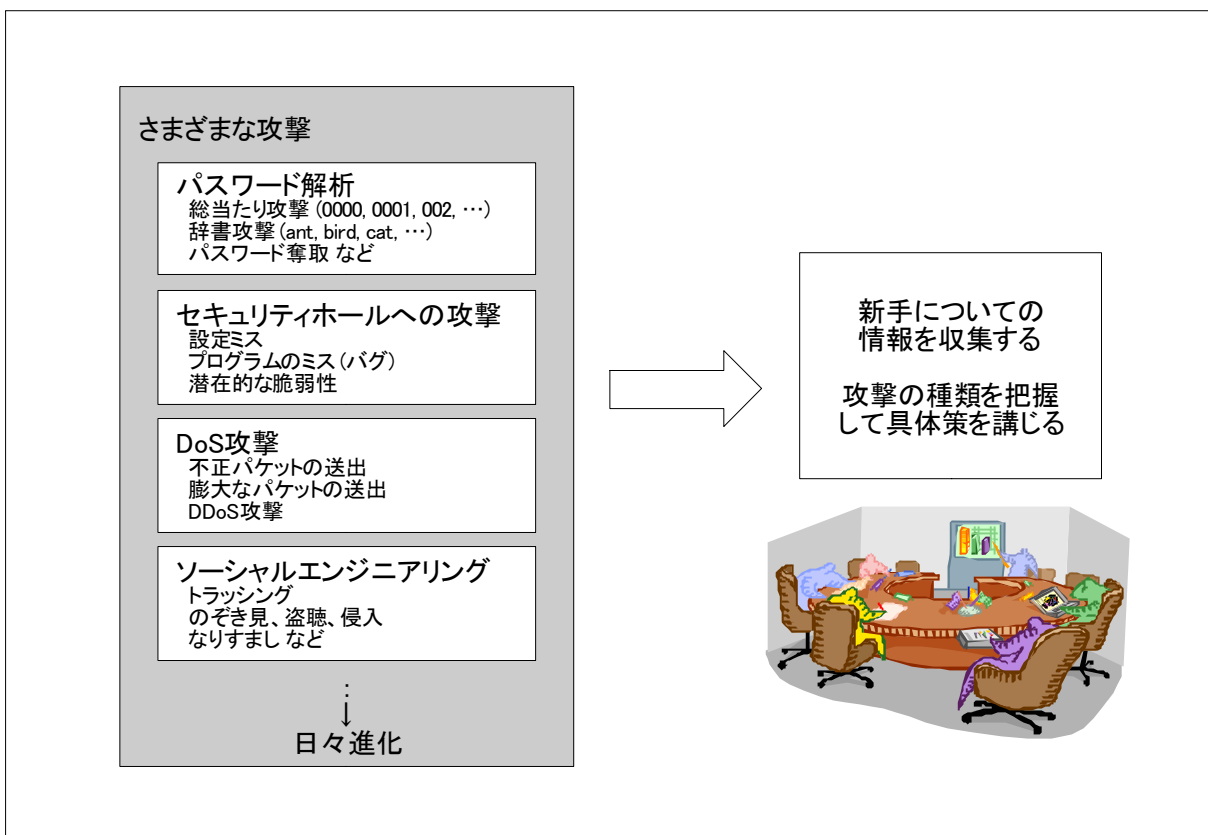 さまざまな攻撃
パスワード解析
総当たり攻撃（0000, 0001, 002, …）
辞書攻撃（ant, bird, cat, …）
パスワード奪取 など
セキュリティホールへの攻撃
設定ミス
プログラムのミス（バグ）
潜在的な脆弱性
DoS攻撃
不正パケットの送出
膨大なパケットの送出
DDoS攻撃
ソーシャルエンジニアリング
トラッシング
のぞき見、盗聴、侵入
なりすまし など
：
↓
日々進化
新手についての
情報を収集する
攻撃の種類を把握
して具体策を講じる